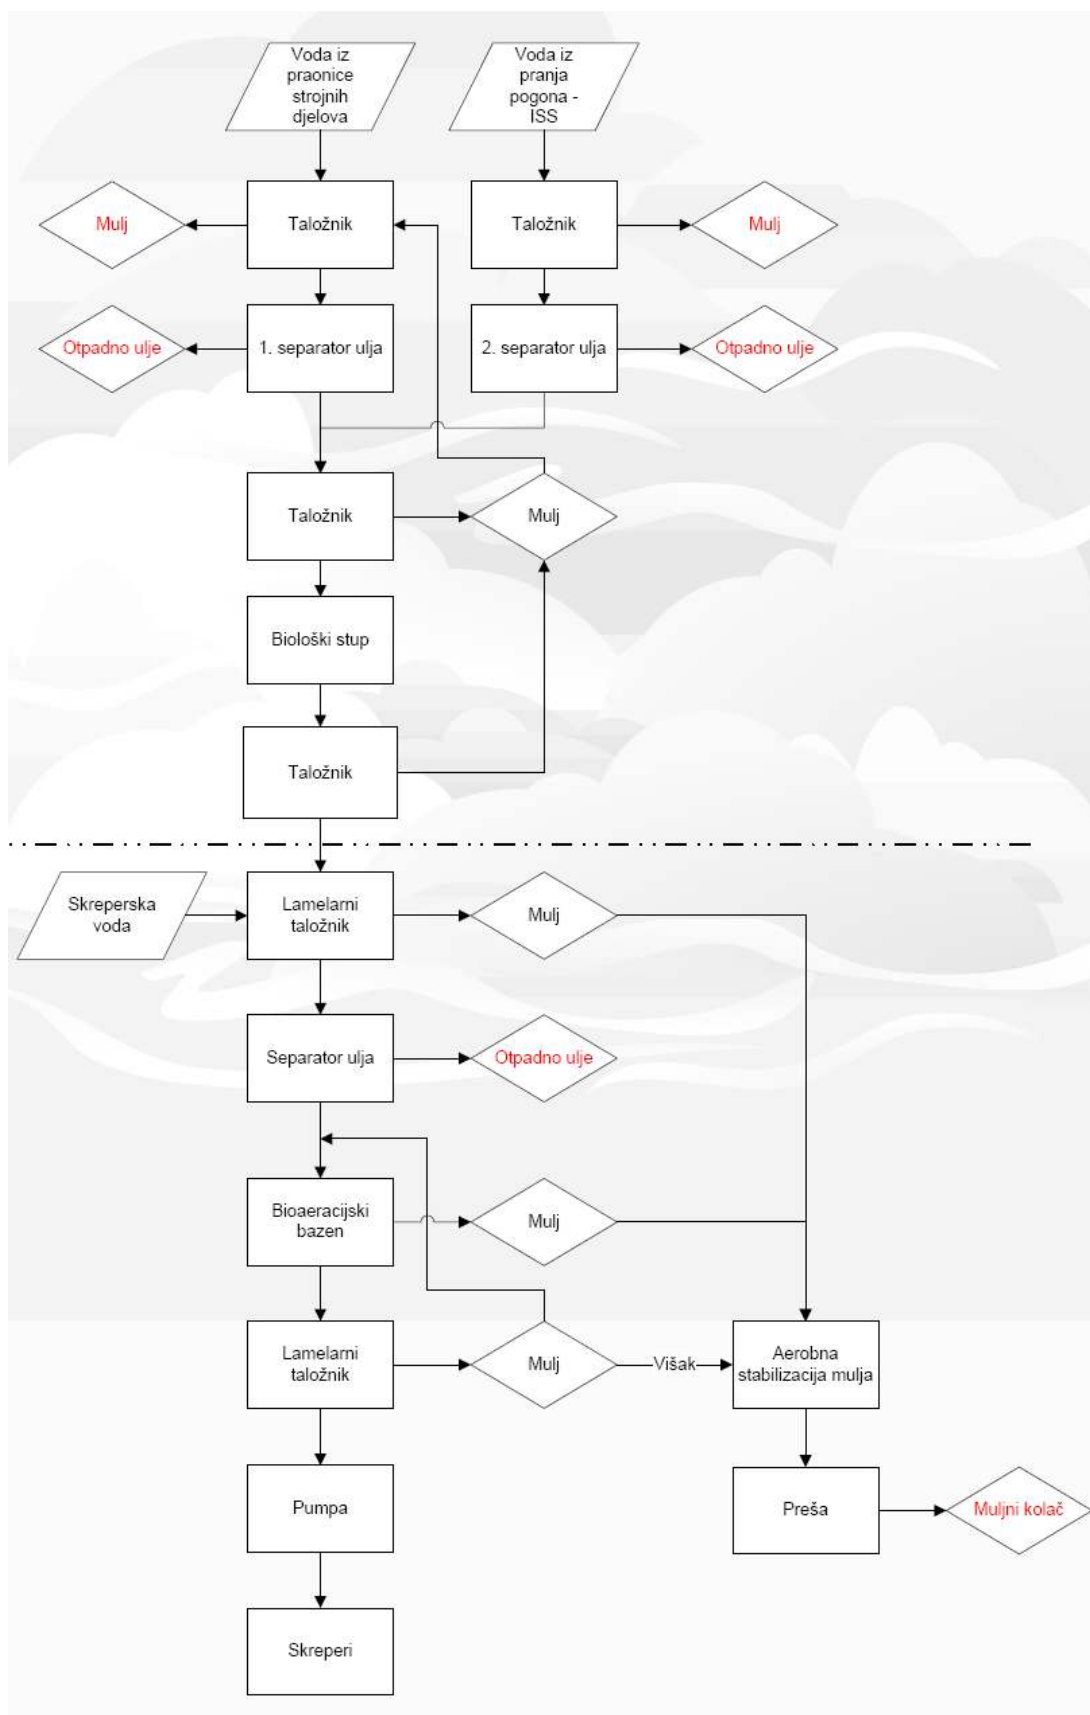 Voda iz
praonice
strojnih
djelova
Voda iz
pranja
pogona -
ISS
Mulj
Taložnik
Taložnik
Mulj
Otpadno ulje
1. separator ulja
2. separator ulja
Otpadno ulje
Taložnik
Mulj
Biološki stup
Taložnik
Skreperska
voda
Lamelarni
taložnik
Mulj
Separator ulja
Otpadno ulje
Bioaeracijski
bazen
Mulj
Lamelarni
taložnik
Mulj
Višak
Aerobna
stabilizacija mulja
Pumpa
Preša
Muljni kolač
Skreperi